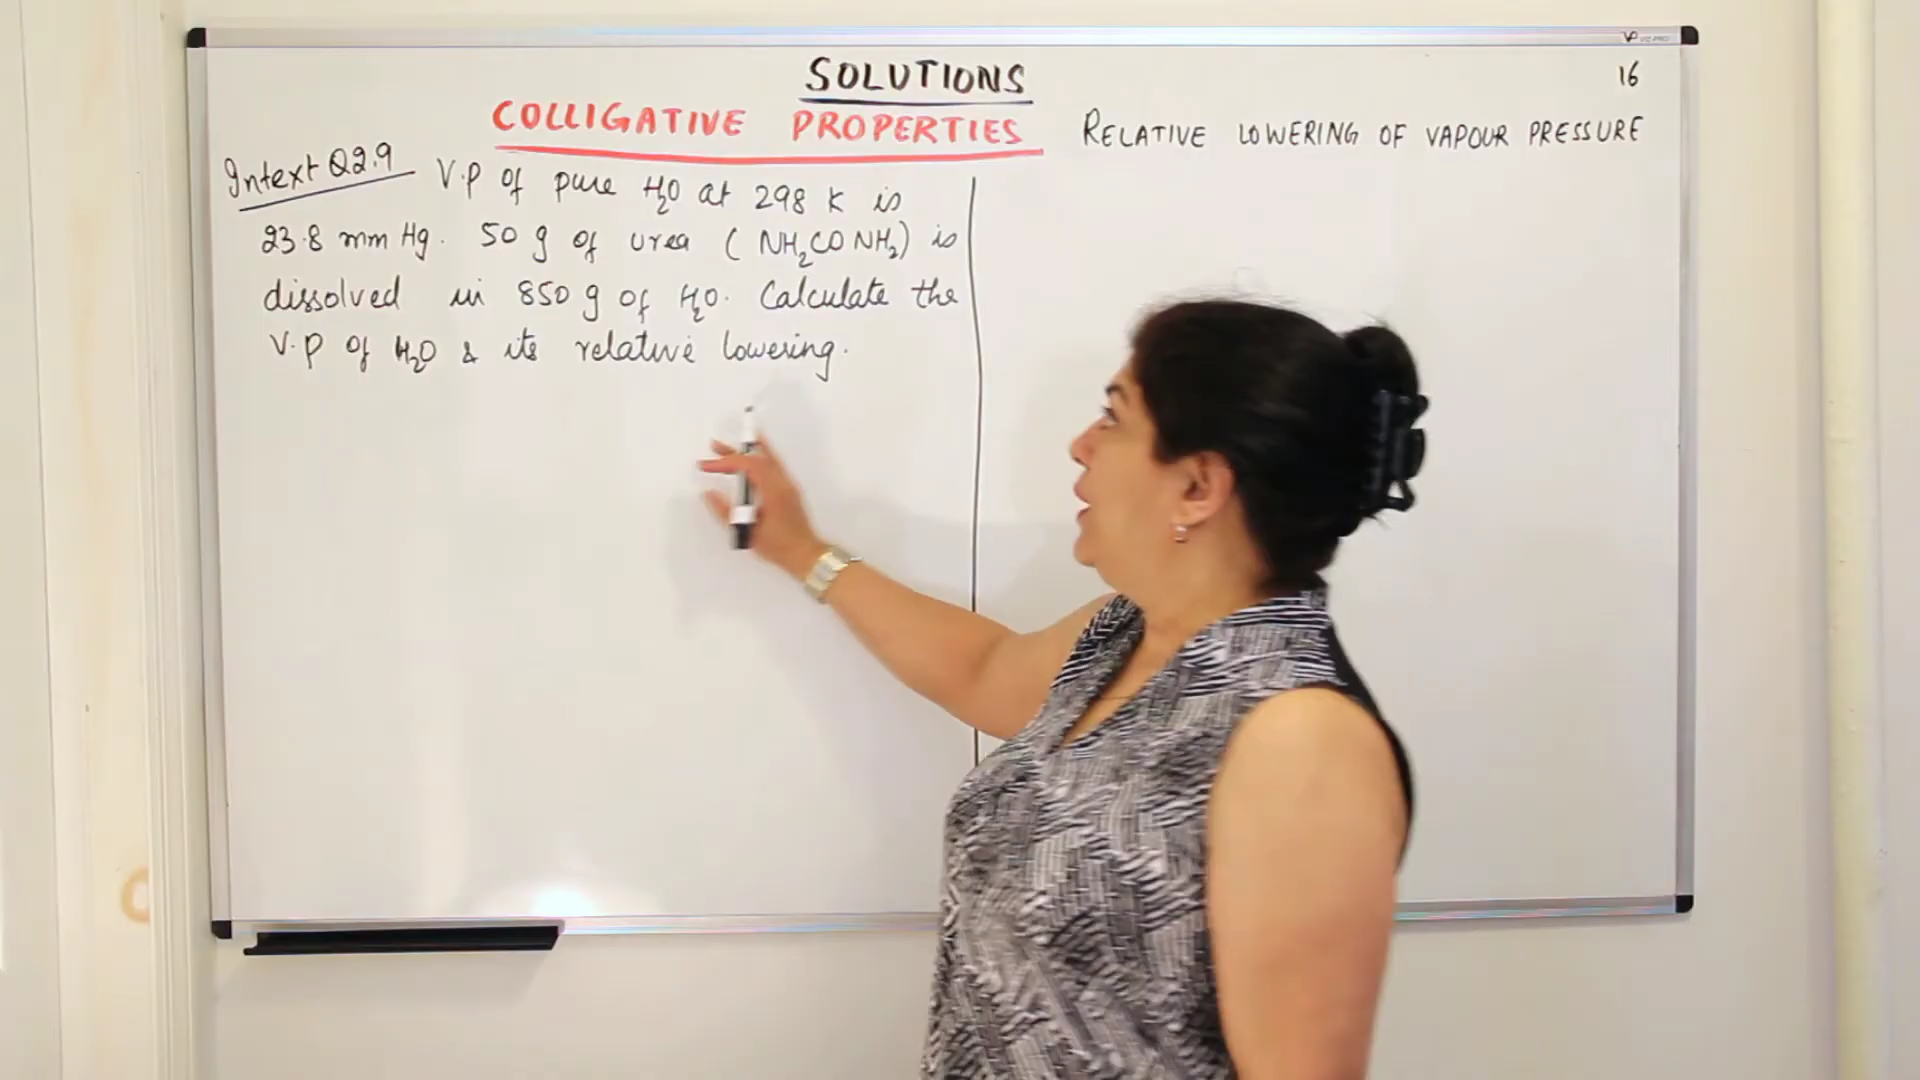 SOLUTIONS
16
COLLIGATIVE PROPERTIES
RELATIVE LOWERING OF VAPOUR PRESSURE
Intext Q2.9 V.P of pure H₂O at 298 K is
23.8 mm Hg. 50 g of urea (NH₂CONH₂) is
dissolved in 850 g of H₂O. Calculate the
V.P of H₂O & its relative lowering.